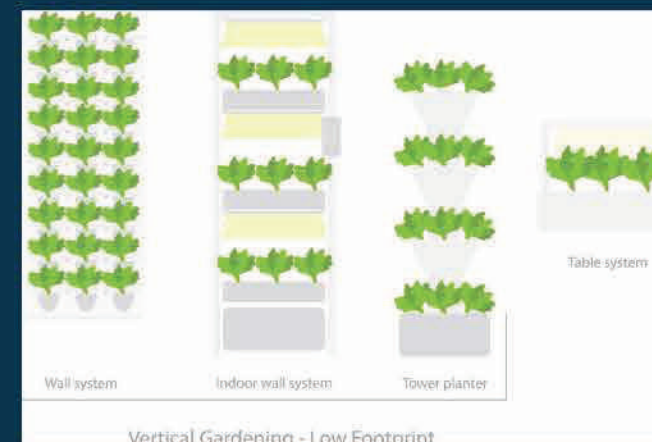 Table system
Wall system
Indoor wall system
Tower planter
Vertical Gardening - Low Footprint